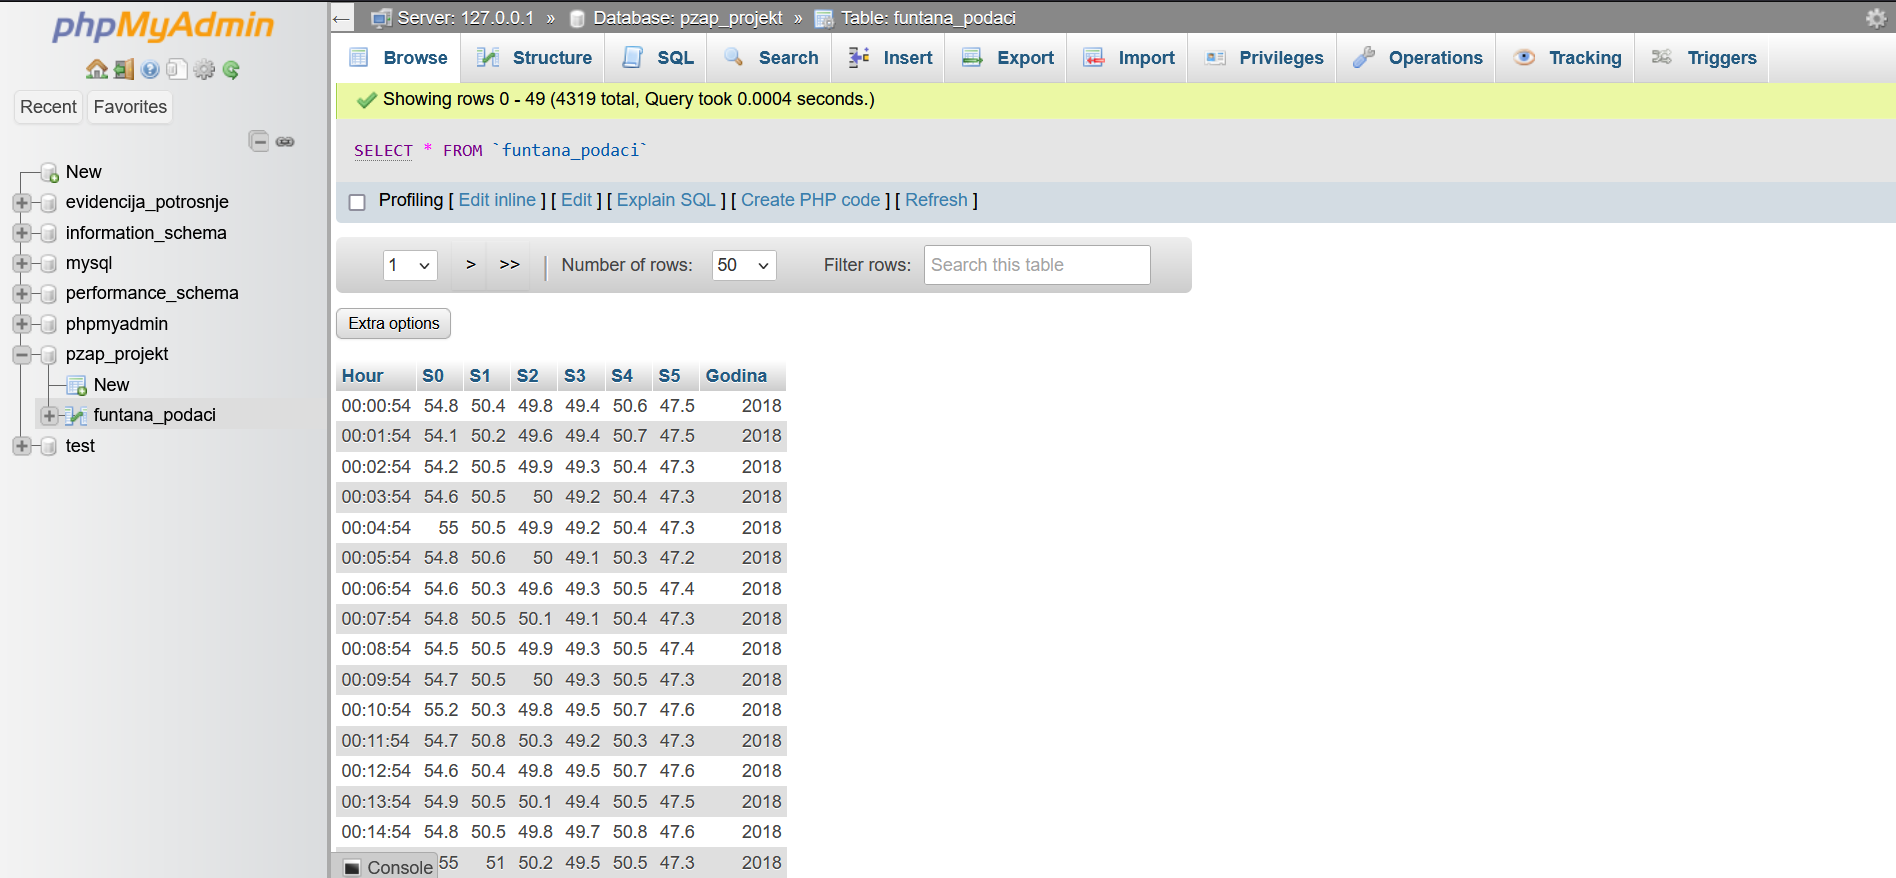 phpMyAdmin
Recent Favorites
New
evidencija_potrosnje
information_schema
mysql
performance_schema
phpmyadmin
pzap_projekt
New
funtana_podaci
test
← Server: 127.0.0.1 » Database: pzap_projekt » Table: funtana_podaci
Browse Structure SQL Search Insert Export Import Privileges Operations Tracking Triggers
Showing rows 0 - 49 (4319 total, Query took 0.0004 seconds.)
SELECT * FROM `funtana_podaci`
Profiling [ Edit inline ] [ Edit ] [ Explain SQL ] [ Create PHP code ] [ Refresh ]
1 > >> | Number of rows: 50 Filter rows: Search this table
Extra options
Hour S0 S1 S2 S3 S4 S5 Godina
00:00:54 54.8 50.4 49.8 49.4 50.6 47.5 2018
00:01:54 54.1 50.2 49.6 49.4 50.7 47.5 2018
00:02:54 54.2 50.5 49.9 49.3 50.4 47.3 2018
00:03:54 54.6 50.5 50 49.2 50.4 47.3 2018
00:04:54 55 50.5 49.9 49.2 50.4 47.3 2018
00:05:54 54.8 50.6 50 49.1 50.3 47.2 2018
00:06:54 54.6 50.3 49.6 49.3 50.5 47.4 2018
00:07:54 54.8 50.5 50.1 49.1 50.4 47.3 2018
00:08:54 54.5 50.5 49.9 49.3 50.5 47.4 2018
00:09:54 54.7 50.5 50 49.3 50.5 47.3 2018
00:10:54 55.2 50.3 49.8 49.5 50.7 47.6 2018
00:11:54 54.7 50.8 50.3 49.2 50.3 47.3 2018
00:12:54 54.6 50.4 49.8 49.5 50.7 47.6 2018
00:13:54 54.9 50.5 50.1 49.4 50.5 47.5 2018
00:14:54 54.8 50.5 49.8 49.7 50.8 47.6 2018
Console 55 51 50.2 49.5 50.5 47.3 2018